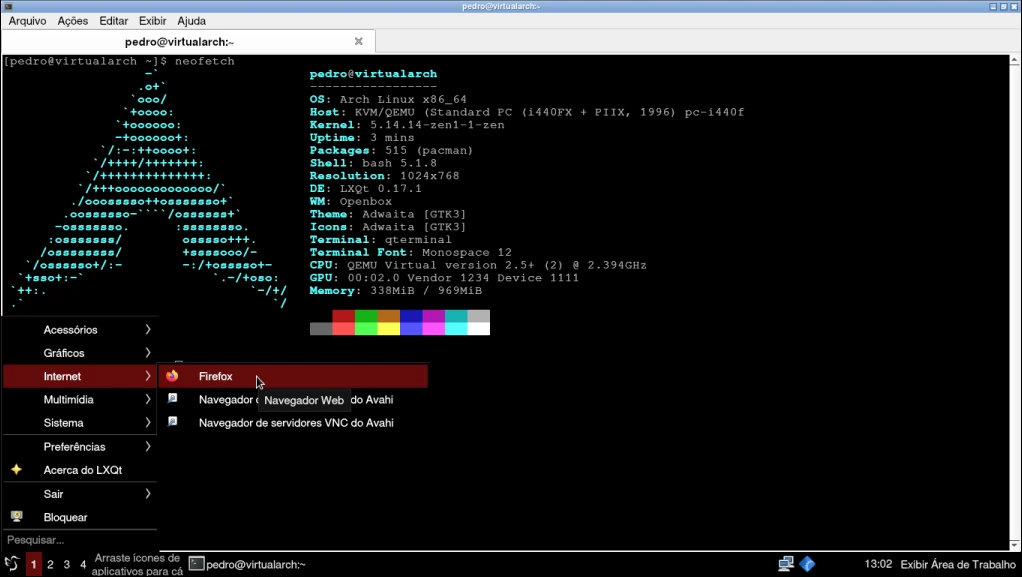 pedro@virtualarch:~
Arquivo Ações Editar Exibir Ajuda
pedro@virtualarch:~
[pedro@virtualarch ~]$ neofetch
-`
.o+`
`ooo/
`+oooo:
`+oooooo:
-+oooooo+:
`/:-:++oooo+:
`/++++/+++++++:
`/++++++++++++++:
`/+++ooooooooooooo/`
./ooosssso++osssssso+`
.oossssso-````/ossssss+`
-osssssso. :ssssssso.
:osssssss/ osssso+++.
/ossssssss/ +ssssooo/-
`/ossssso+/:- -:/+osssso+-
`+sso+:-` `.-/+oso:
`++:. `-/+/
.` `/
pedro@virtualarch
-----------------
OS: Arch Linux x86_64
Host: KVM/QEMU (Standard PC (i440FX + PIIX, 1996) pc-i440f
Kernel: 5.14.14-zen1-1-zen
Uptime: 3 mins
Packages: 515 (pacman)
Shell: bash 5.1.8
Resolution: 1024x768
DE: LXQt 0.17.1
WM: Openbox
Theme: Adwaita [GTK3]
Icons: Adwaita [GTK3]
Terminal: qterminal
Terminal Font: Monospace 12
CPU: QEMU Virtual version 2.5+ (2) @ 2.394GHz
GPU: 00:02.0 Vendor 1234 Device 1111
Memory: 338MiB / 969MiB
Acessórios
Gráficos
Internet
Multimídia
Sistema
Preferências
Acerca do LXQt
Sair
Bloquear
Pesquisar...
Firefox
Navegador do Avahi
Navegador Web
Navegador de servidores VNC do Avahi
1 2 3 4
Arraste ícones de
aplicativos para cá
pedro@virtualarch:~
13:02 Exibir Área de Trabalho